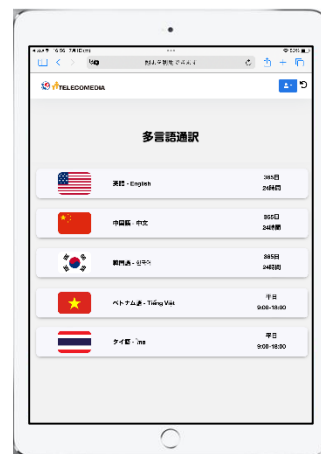 TELECOMEDIA
多言語通訳
英語 - English
365日
24時間
中国語 - 中文
365日
24時間
韓国語 - 한국어
365日
24時間
ベトナム語 - Tiếng Việt
平日
9:00-18:00
タイ語 - ไทย
平日
9:00-18:00